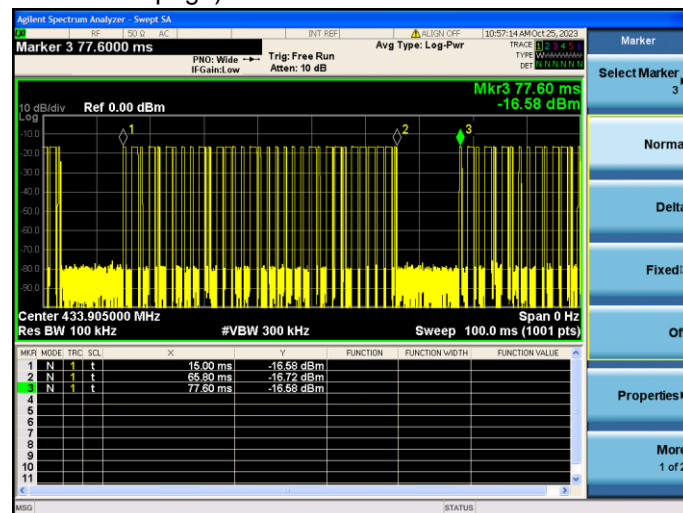 page)
Agilent Spectrum Analyzer - Swept SA
RF 50 Ω AC INT REF ALIGN OFF 10:57:14 AM Oct 25, 2023
Marker 3 77.6000 ms
PNO: Wide Trig: Free Run
IFGain:Low Atten: 10 dB
Avg Type: Log-Pwr
TRACE 1 2 3 4 5 6
TYPE WWWWWW
DET N N N N N N
Mkr3 77.60 ms
-16.58 dBm
10 dB/div Ref 0.00 dBm
Log
1
2
3
-10.0
-20.0
-30.0
-40.0
-50.0
-60.0
-70.0
-80.0
-90.0
Center 433.905000 MHz Span 0 Hz
Res BW 100 kHz #VBW 300 kHz Sweep 100.0 ms (1001 pts)
MKR MODE TRC SCL X Y FUNCTION FUNCTION WIDTH FUNCTION VALUE
1 N 1 t 15.00 ms -16.58 dBm
2 N 1 t 65.80 ms -16.72 dBm
3 N 1 t 77.60 ms -16.58 dBm
4
5
6
7
8
9
10
11
MSG STATUS
Marker
Select Marker
3
Norma
Delta
Fixed
Of
Properties
More
1 of 2